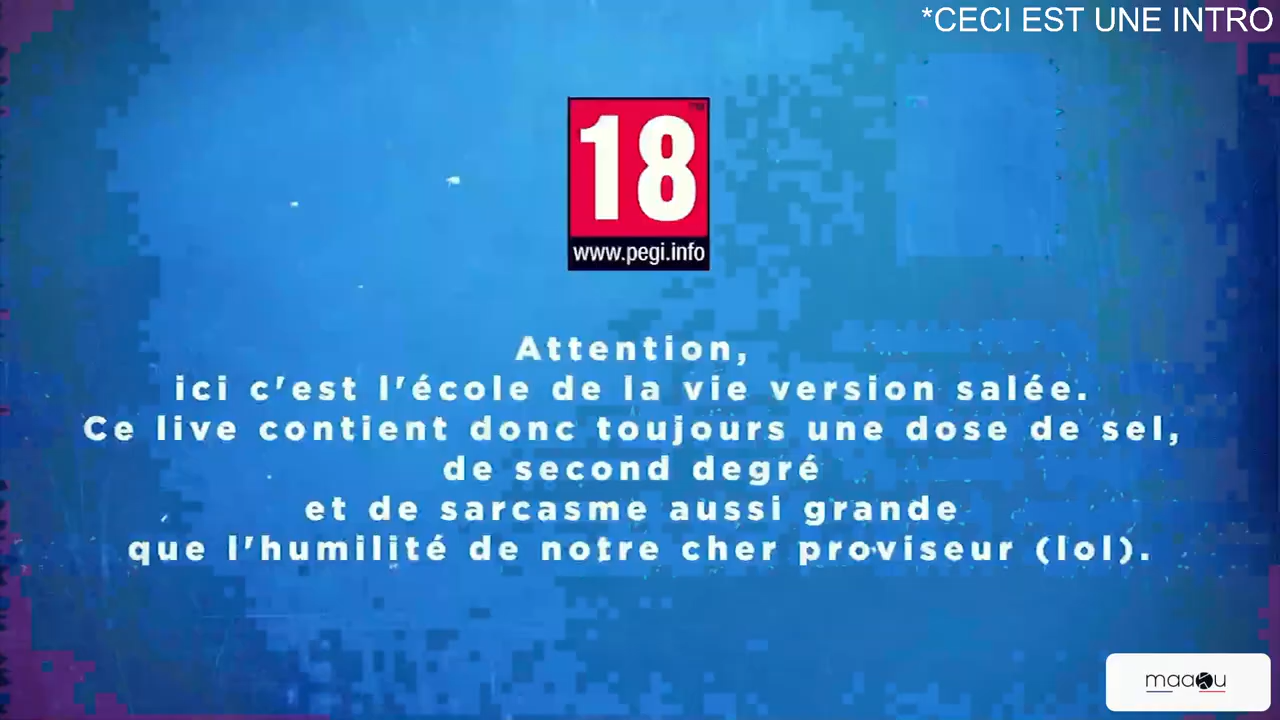 *CECI EST UNE INTRO
18
www.pegi.info
Attention,
ici c'est l'école de la vie version salée.
Ce live contient donc toujours une dose de sel,
de second degré
et de sarcasme aussi grande
que l'humilité de notre cher proviseur (lol).
maaku